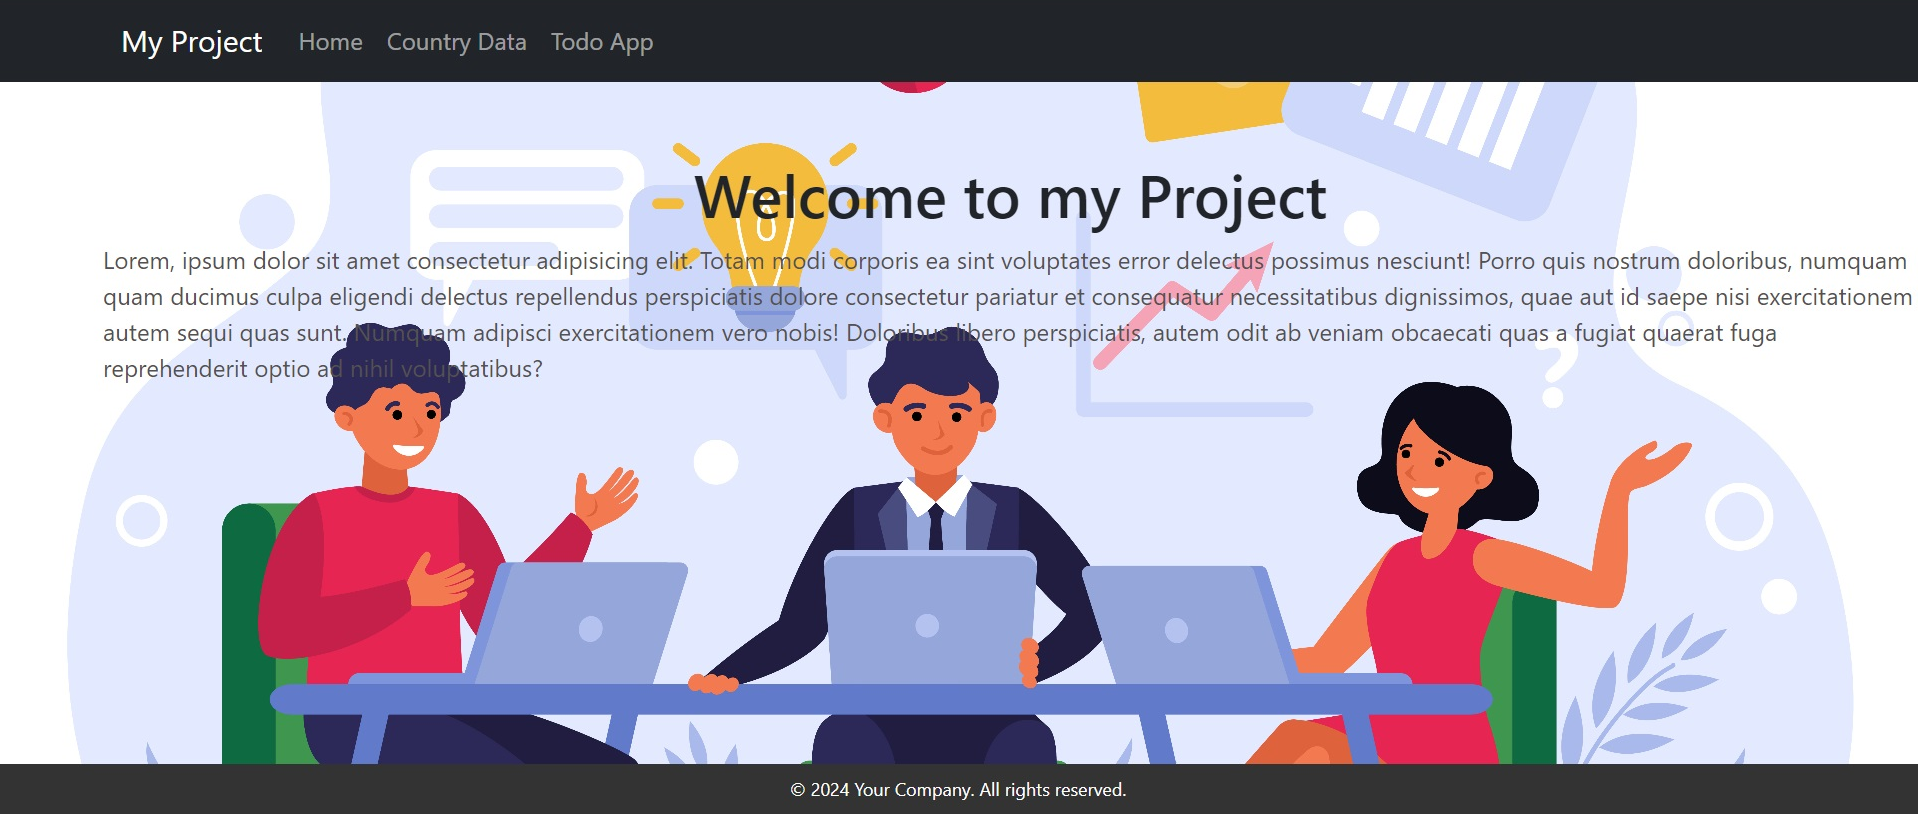 My Project Home Country Data Todo App
Welcome to my Project
Lorem, ipsum dolor sit amet consectetur adipisicing elit. Totam modi corporis ea sint voluptates error delectus possimus nesciunt! Porro quis nostrum doloribus, numquam
quam ducimus culpa eligendi delectus repellendus perspiciatis dolore consectetur pariatur et consequatur necessitatibus dignissimos, quae aut id saepe nisi exercitationem
autem sequi quas sunt. Numquam adipisci exercitationem vero nobis! Doloribus libero perspiciatis, autem odit ab veniam obcaecati quas a fugiat quaerat fuga
reprehenderit optio ad nihil voluptatibus?
?
© 2024 Your Company. All rights reserved.